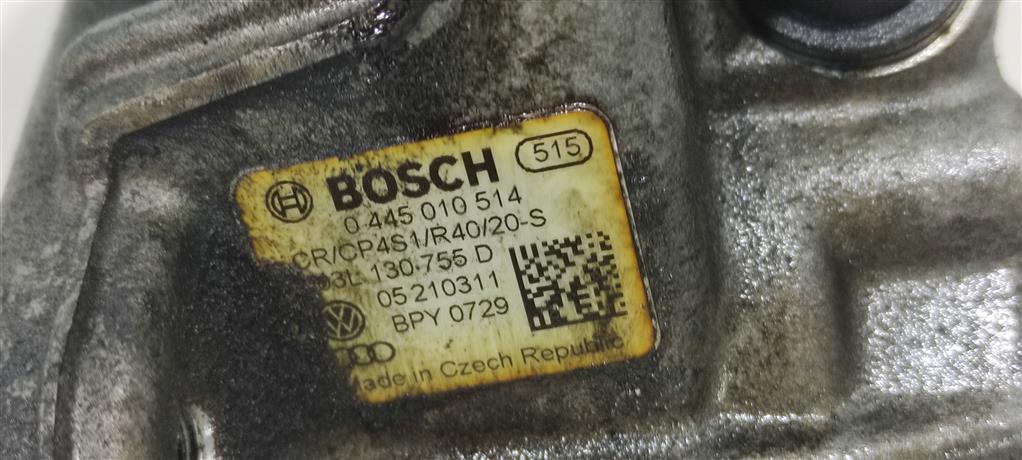 BOSCH 515
0 445 010 514
CR/CP4S1/R40/20-S
03L 130 755 D
05 210311
BPY 0729
Made in Czech Republic